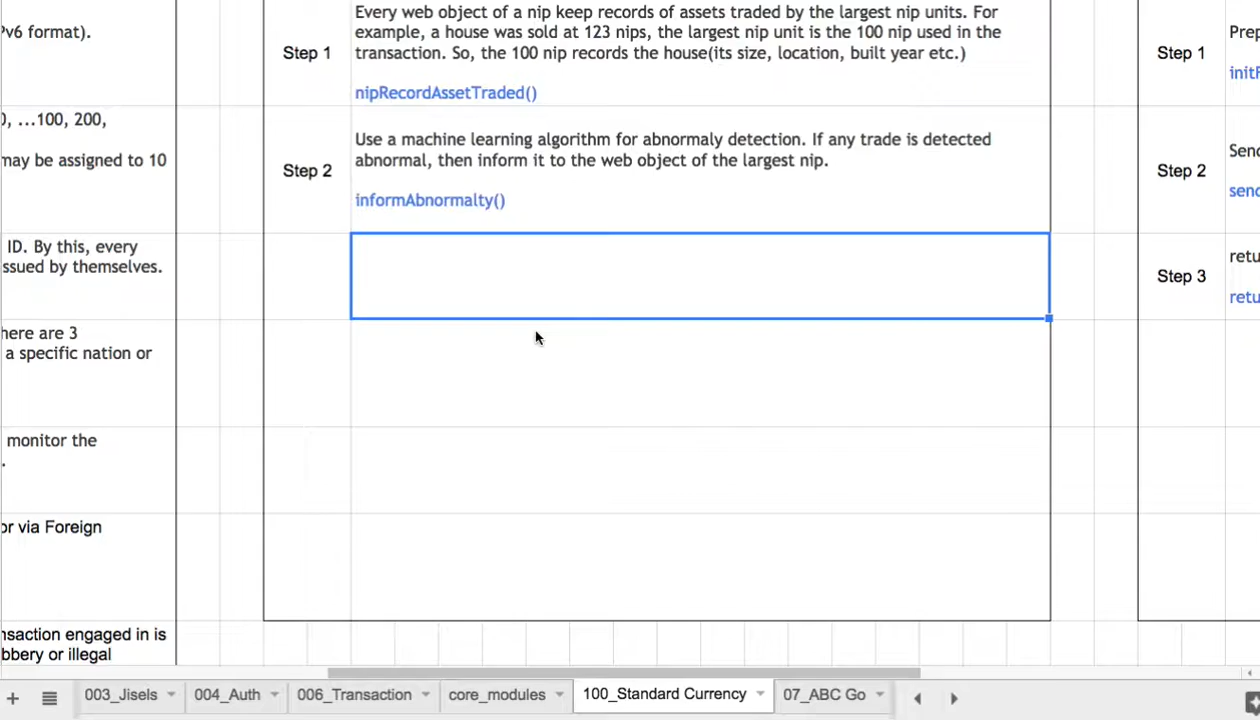 Pv6 format).
0, ...100, 200,
may be assigned to 10
ID. By this, every
ssued by themselves.
here are 3
a specific nation or
monitor the
.
or via Foreign
nsaction engaged in is
bbery or illegal
Every web object of a nip keep records of assets traded by the largest nip units. For
example, a house was sold at 123 nips, the largest nip unit is the 100 nip used in the
Step 1
transaction. So, the 100 nip records the house(its size, location, built year etc.)
nipRecordAssetTraded()
Use a machine learning algorithm for abnormaly detection. If any trade is detected
abnormal, then inform it to the web object of the largest nip.
Step 2
informAbnormalty()
Step 1
Prep
initF
Step 2
Send
send
Step 3
retu
retu
003_Jisels
004_Auth
006_Transaction
core_modules
100_Standard Currency
07_ABC Go